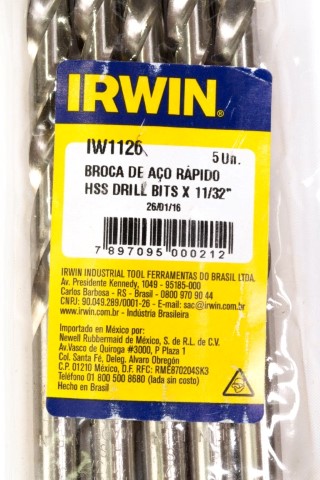 IRWIN.
IW1126
5 Un.
BROCA DE AÇO RÁPIDO
HSS DRILL BITS X 11/32"
26/01/16
7 897095 000212
IRWIN INDUSTRIAL TOOL FERRAMENTAS DO BRASIL LTDA.
Av. Presidente Kennedy, 1049 - 95185-000
Carlos Barbosa - RS - Brasil - 0800 970 90 44
CNPJ: 90.049.289/0001-26 - E-mail: sac@irwin.com.br
www.irwin.com.br - Indústria Brasileira
Importado en México por:
Newell Rubbermaid de México, S. de R.L. de C.V.
Av.Vasco de Quiroga #3000, P Plaza 1
Col. Santa Fé, Deleg. Alvaro Obregón
C.P. 01210 México, D.F. RFC: RME870204SK3
Teléfono 01 800 500 8680 (lada sin costo)
Hecho en Brasil